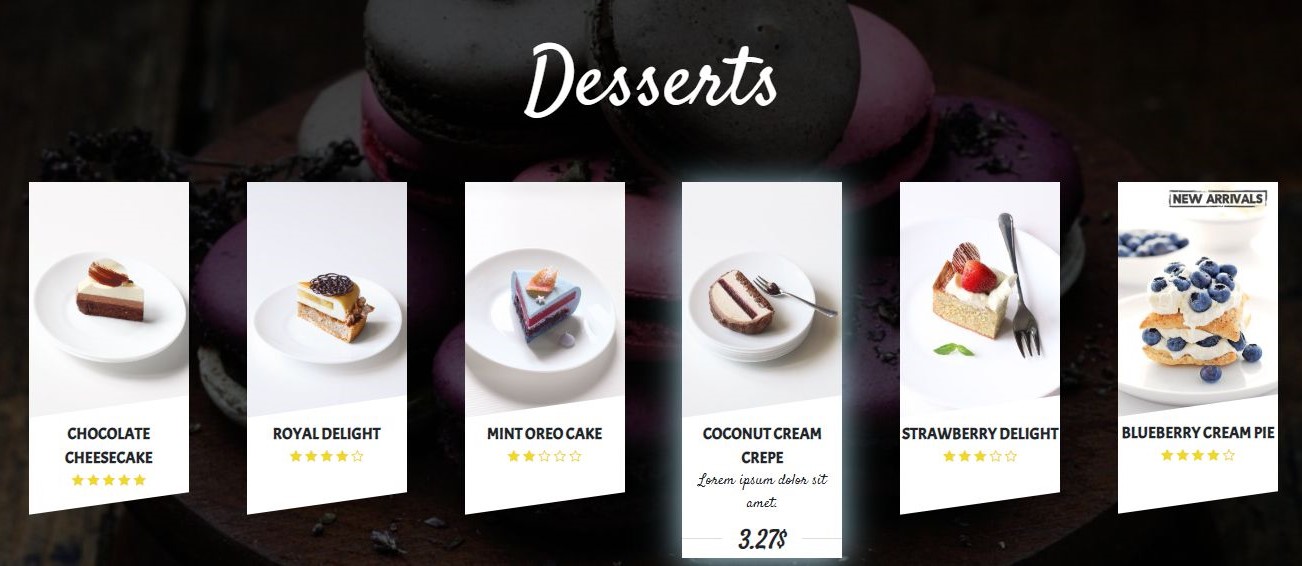 Desserts
NEW ARRIVALS
CHOCOLATE
CHEESECAKE
ROYAL DELIGHT
MINT OREO CAKE
COCONUT CREAM
CREPE
Lorem ipsum dolor sit
amet.
3.27$
STRAWBERRY DELIGHT
BLUEBERRY CREAM PIE